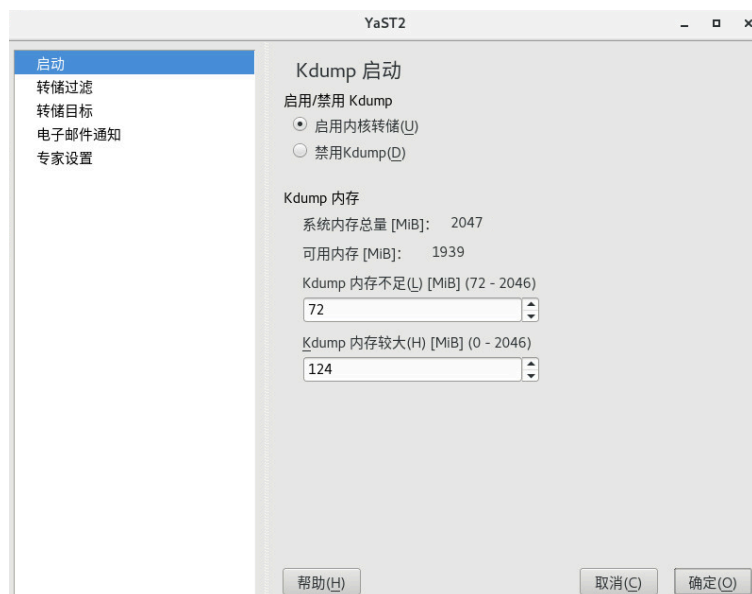 YaST2
启动
转储过滤
转储目标
电子邮件通知
专家设置
Kdump 启动
启用/禁用 Kdump
启用内核转储(U)
禁用Kdump(D)
Kdump 内存
系统内存总量 [MiB]： 2047
可用内存 [MiB]： 1939
Kdump 内存不足(L) [MiB] (72 - 2046)
72
Kdump 内存较大(H) [MiB] (0 - 2046)
124
帮助(H) 取消(C) 确定(O)